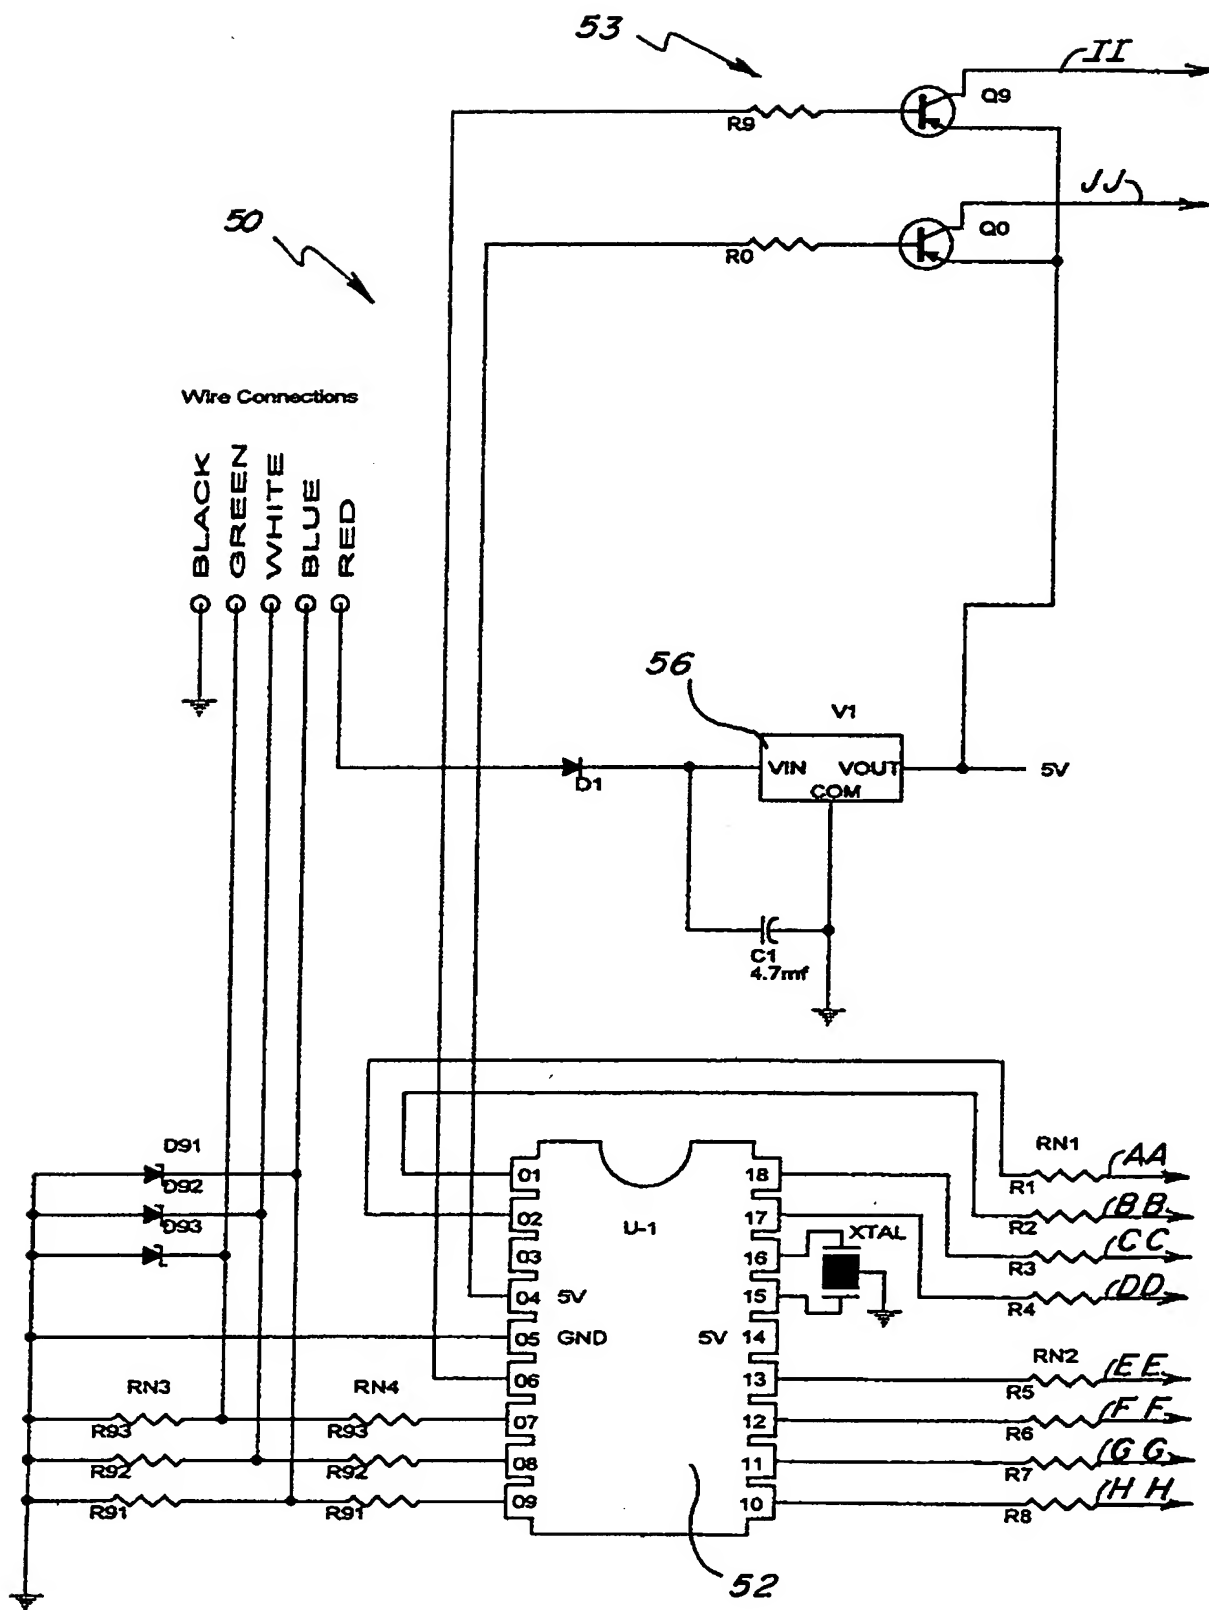 53
II
Q9
R9
JJ
50
Q0
R0
Wire Connections
BLACK
GREEN
WHITE
BLUE
RED
56
V1
VIN VOUT
COM
5V
D1
C1
4.7mf
D91
D92
D93
RN1
AA
R1
BB
R2
CC
R3
DD
R4
RN2
EE
R5
FF
R6
GG
R7
HH
R8
U-1
XTAL
01 18
02 17
03 16
04 5V 15
05 GND 5V 14
06 13
07 12
08 11
09 10
RN3 RN4
R93 R93
R92 R92
R91 R91
52